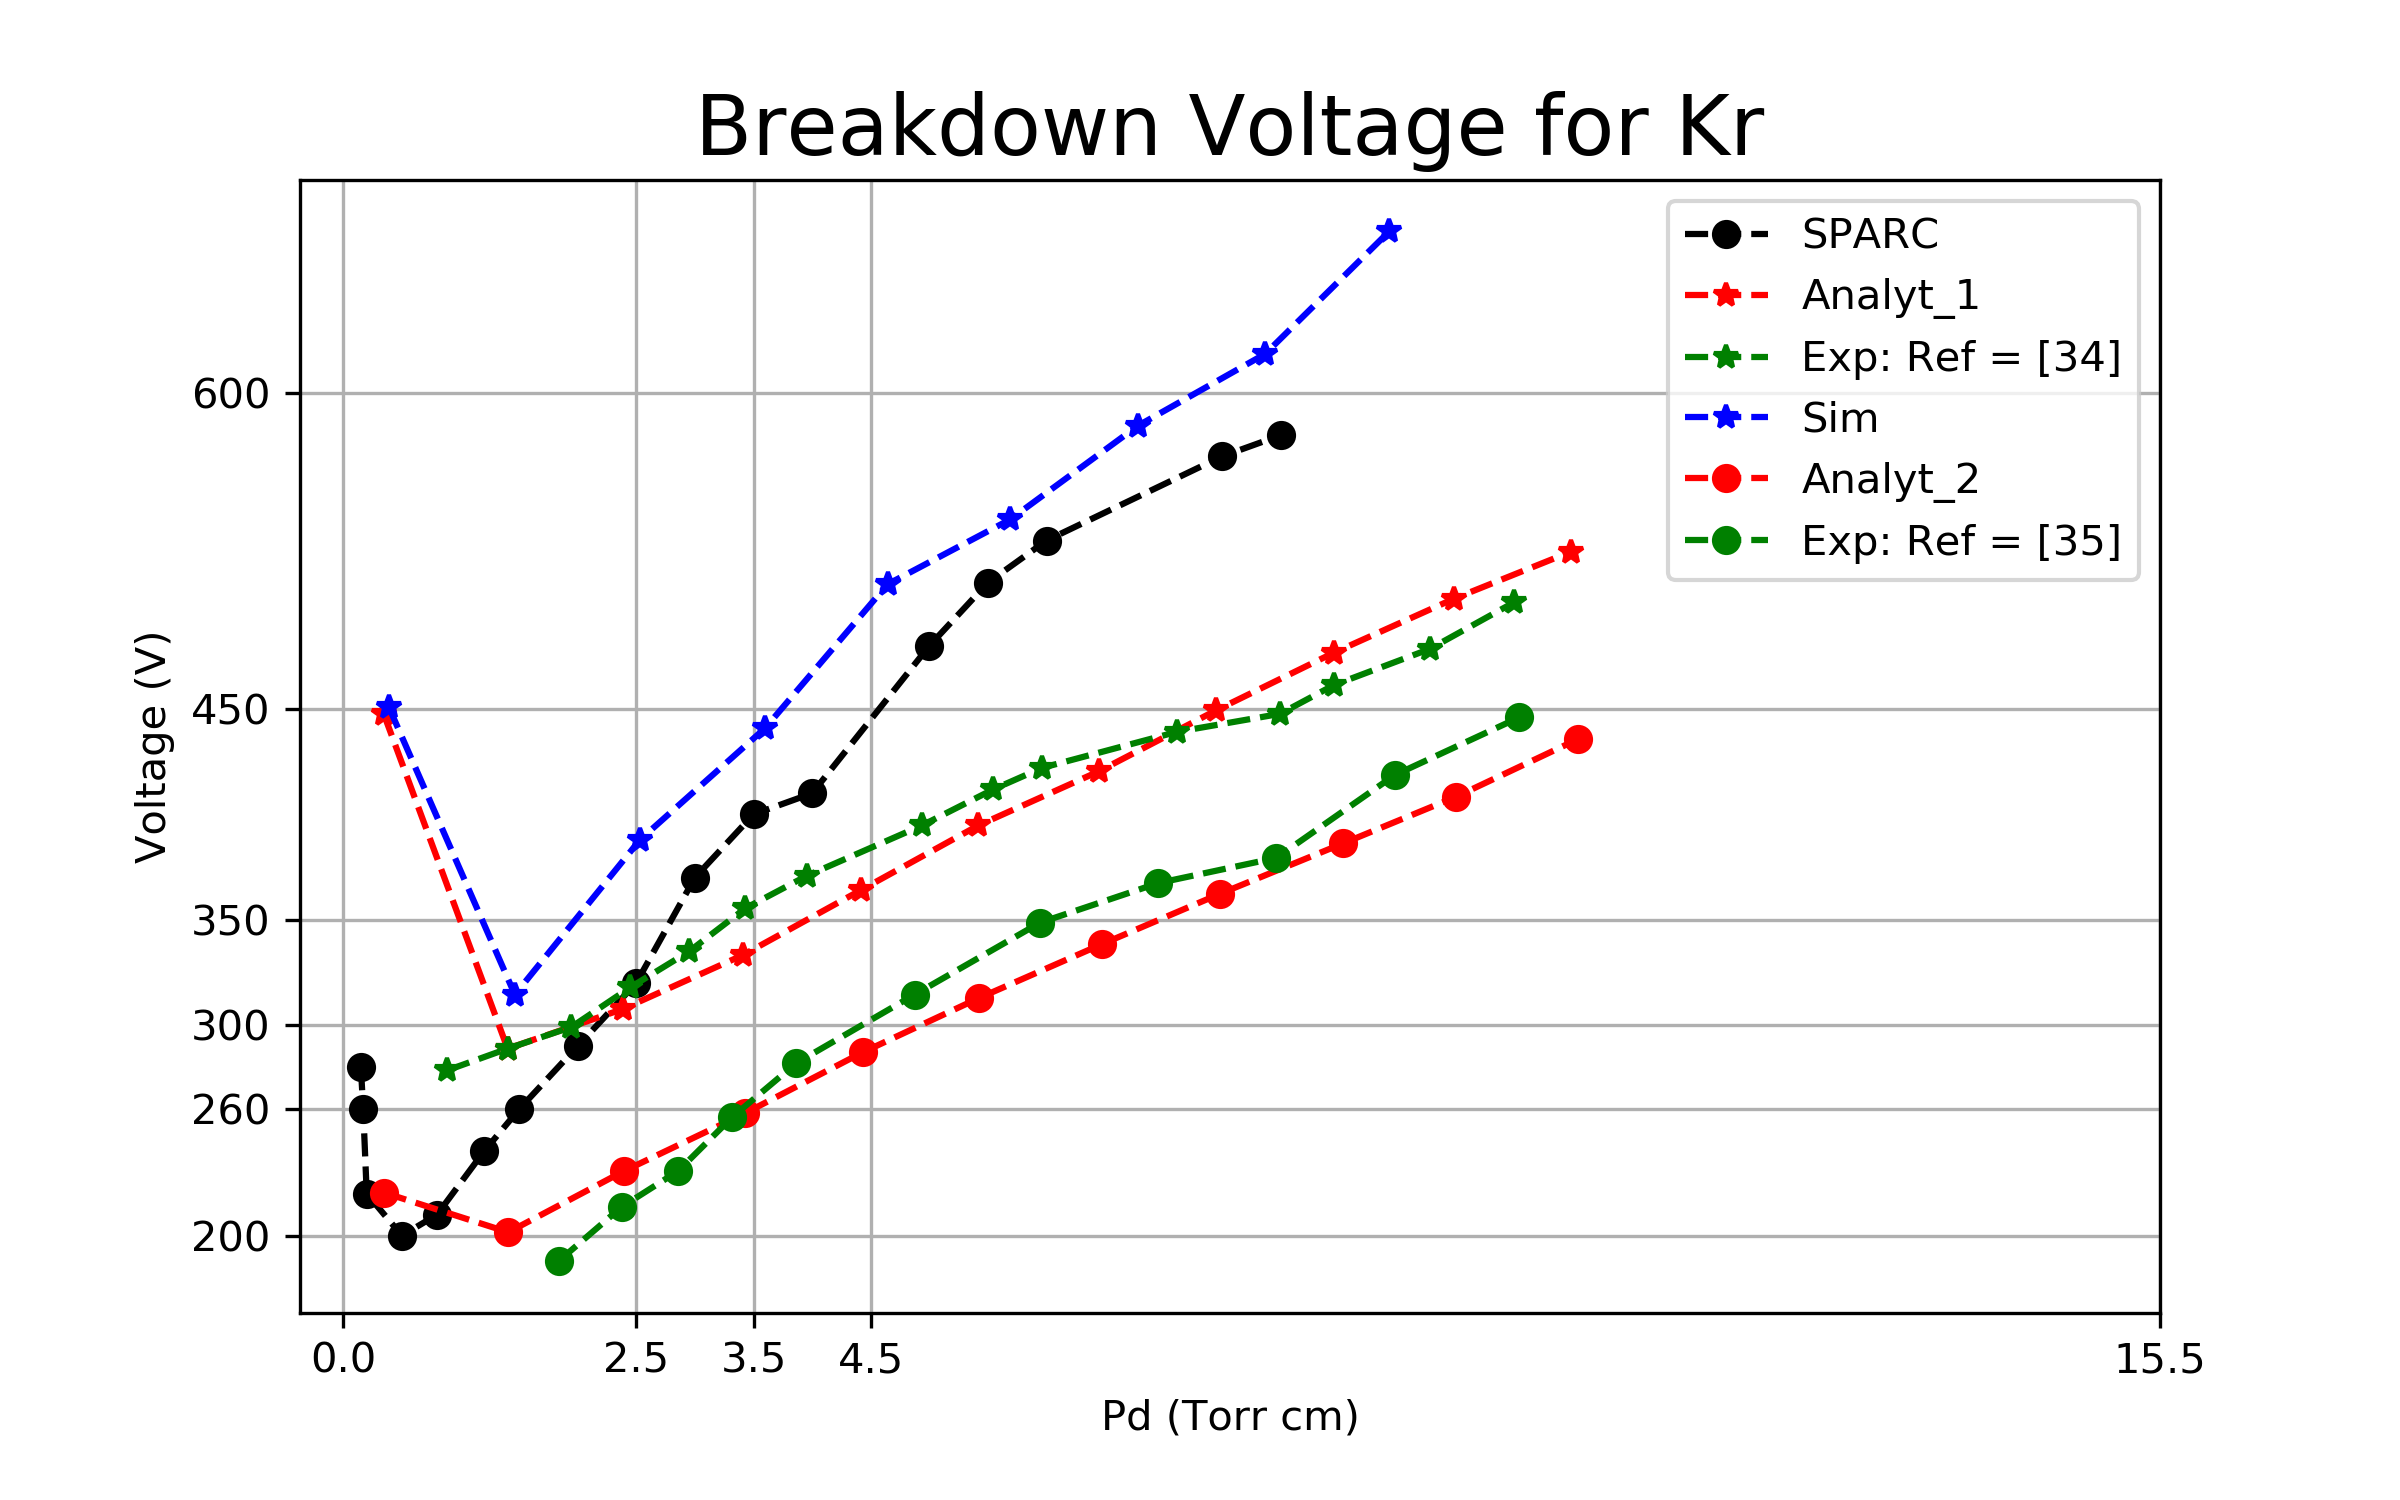 Breakdown Voltage for Kr
SPARC
Analyt_1
Exp: Ref = [34]
Sim
Analyt_2
Exp: Ref = [35]
600
450
350
300
260
200
Voltage (V)
0.0 2.5 3.5 4.5 15.5
Pd (Torr cm)